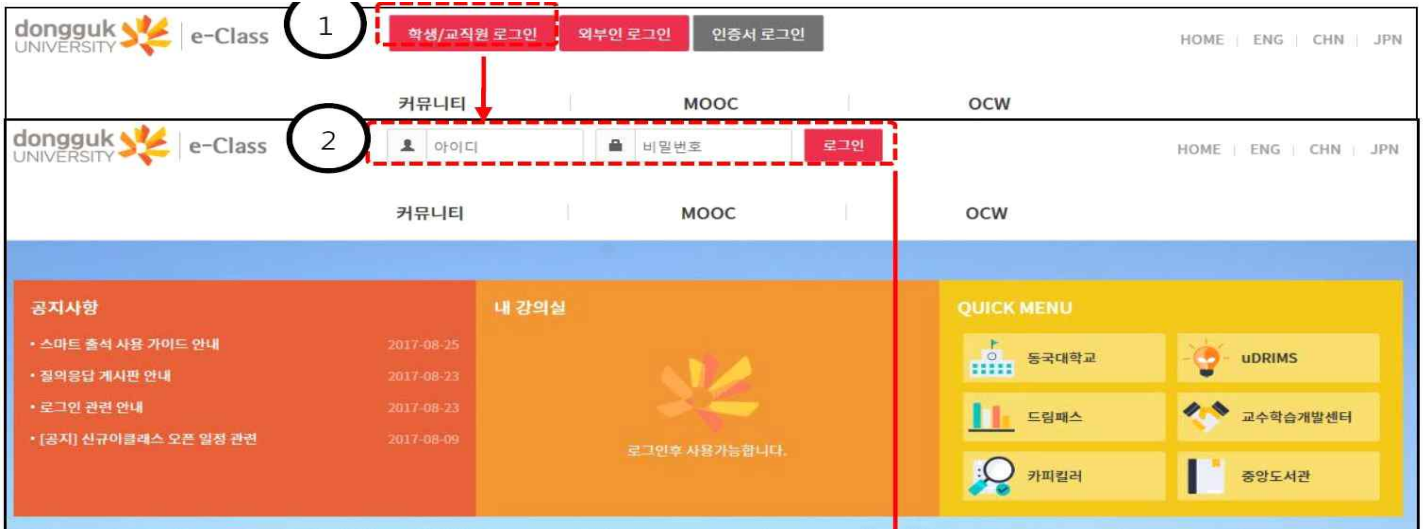 dongguk UNIVERSITY e-Class 1 학생/교직원 로그인 외부인 로그인 인증서 로그인 HOME | ENG | CHN | JPN
커뮤니티 MOOC OCW
dongguk UNIVERSITY e-Class 2 아이디 비밀번호 로그인 HOME | ENG | CHN | JPN
커뮤니티 MOOC OCW
공지사항
• 스마트 출석 사용 가이드 안내 2017-08-25
• 질의응답 게시판 안내 2017-08-23
• 로그인 관련 안내 2017-08-23
• [공지] 신규이클래스 오픈 일정 관련 2017-08-09
내 강의실
로그인후 사용가능합니다.
QUICK MENU
동국대학교 uDRIMS
드림패스 교수학습개발센터
카피킬러 중앙도서관